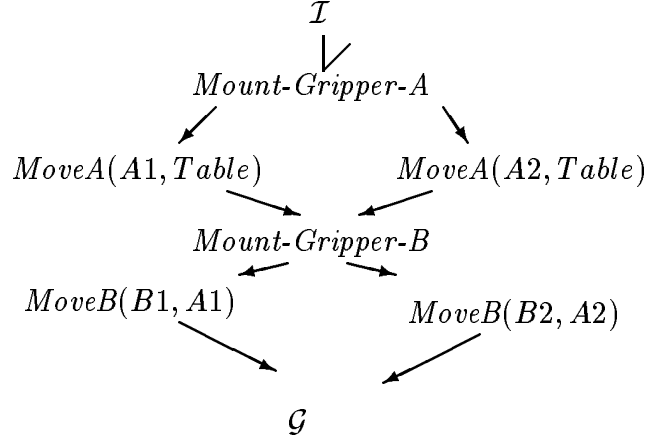 𝓘
Mount-Gripper-A
MoveA(A1, Table) MoveA(A2, Table)
Mount-Gripper-B
MoveB(B1, A1) MoveB(B2, A2)
𝓖